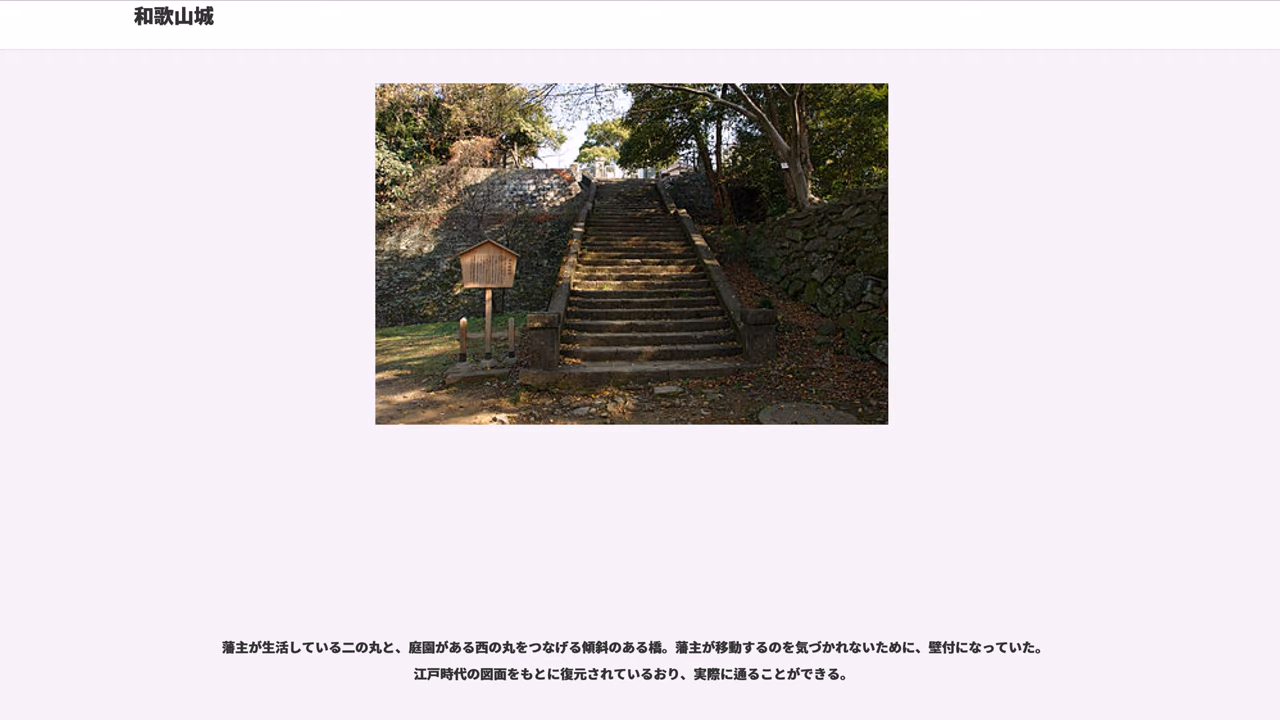 和歌山城
藩主が生活している二の丸と、庭園がある西の丸をつなげる傾斜のある橋。藩主が移動するのを気づかれないために、壁付になっていた。
江戸時代の図面をもとに復元されているおり、実際に通ることができる。